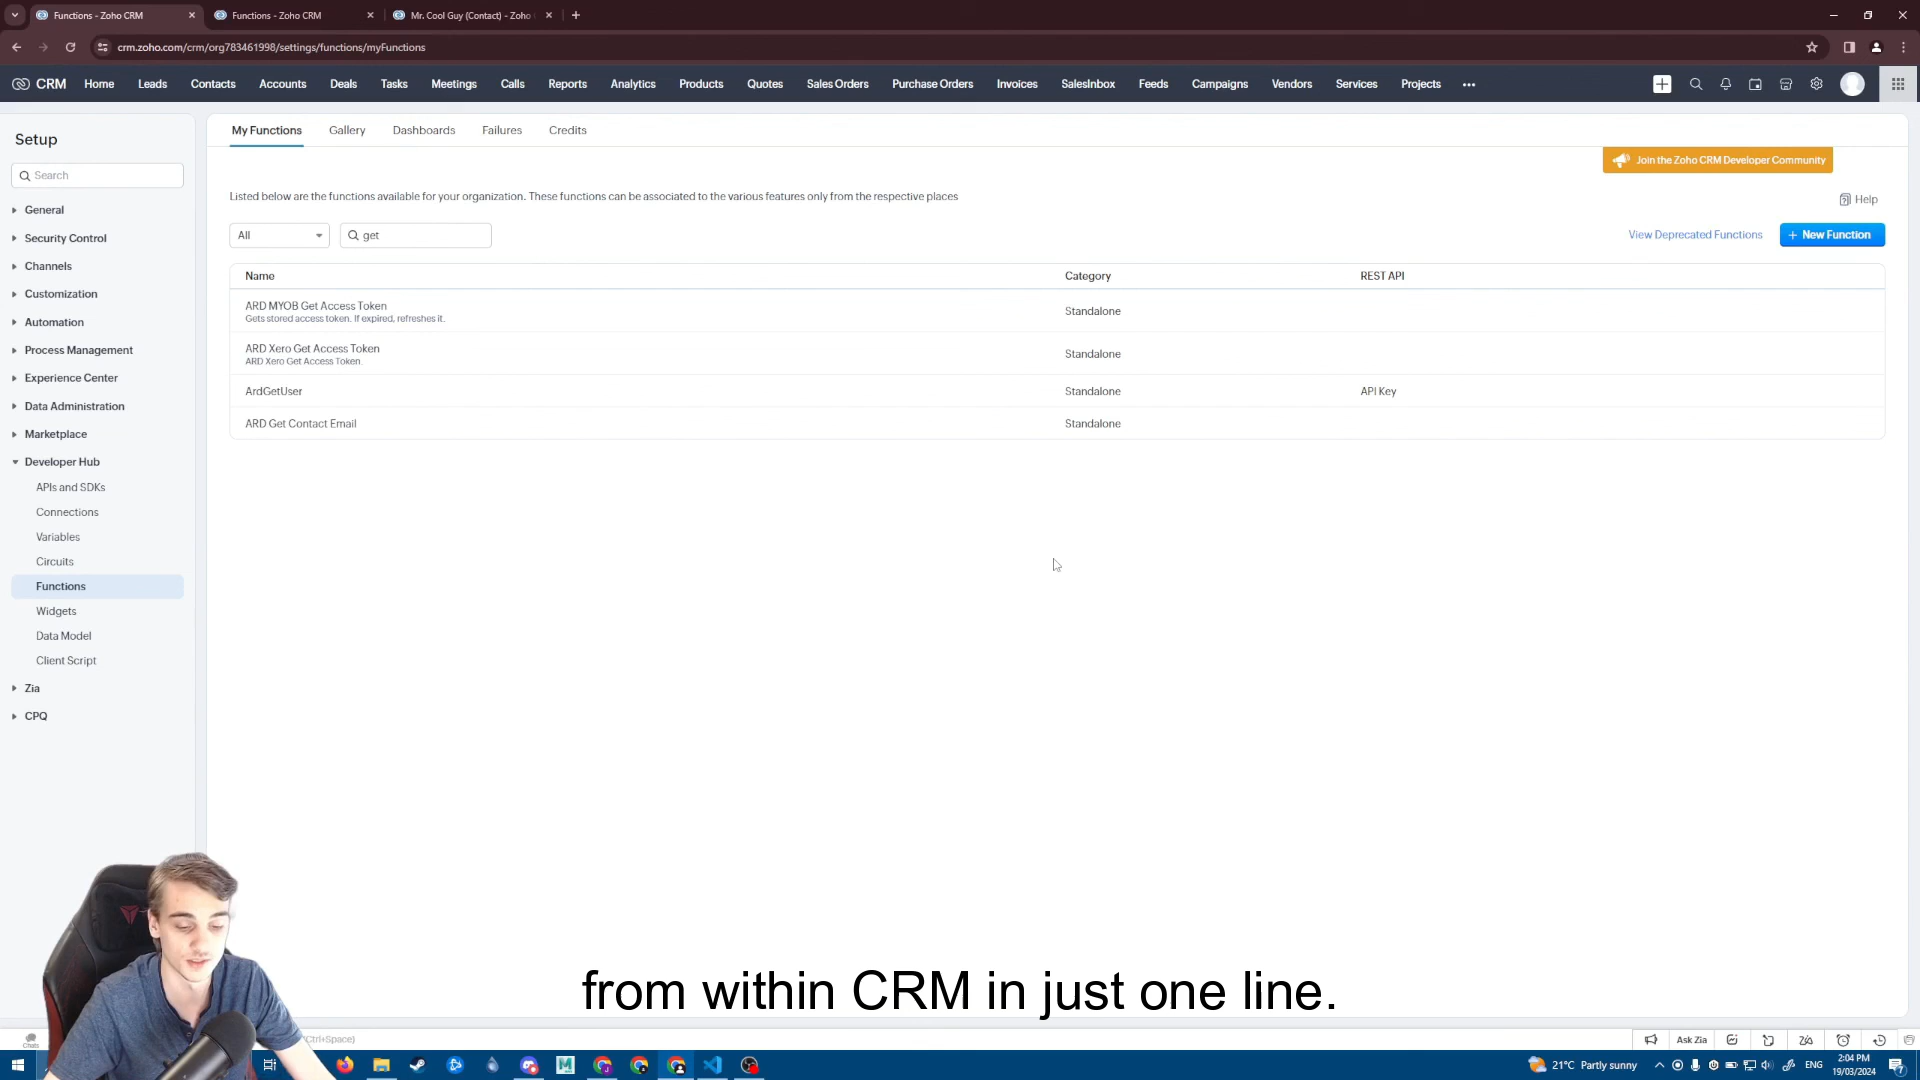 Functions - Zoho CRM
Functions - Zoho CRM
Mr. Cool Guy (Contact) - Zoho
crm.zoho.com/crm/org783461998/settings/functions/myFunctions
CRM Home Leads Contacts Accounts Deals Tasks Meetings Calls Reports Analytics Products Quotes Sales Orders Purchase Orders Invoices SalesInbox Feeds Campaigns Vendors Services Projects
Setup
Search
General
Security Control
Channels
Customization
Automation
Process Management
Experience Center
Data Administration
Marketplace
Developer Hub
APIs and SDKs
Connections
Variables
Circuits
Functions
Widgets
Data Model
Client Script
Zia
CPQ
My Functions Gallery Dashboards Failures Credits
Join the Zoho CRM Developer Community
Listed below are the functions available for your organization. These functions can be associated to the various features only from the respective places
Help
All
get
View Deprecated Functions
+ New Function
Name Category REST API
ARD MYOB Get Access Token Standalone
Gets stored access token. If expired, refreshes it.
ARD Xero Get Access Token Standalone
ARD Xero Get Access Token.
ArdGetUser Standalone API Key
ARD Get Contact Email Standalone
from within CRM in just one line.
Chats
Ctrl+Space)
Ask Zia
21°C Partly sunny
ENG
2:04 PM
19/03/2024